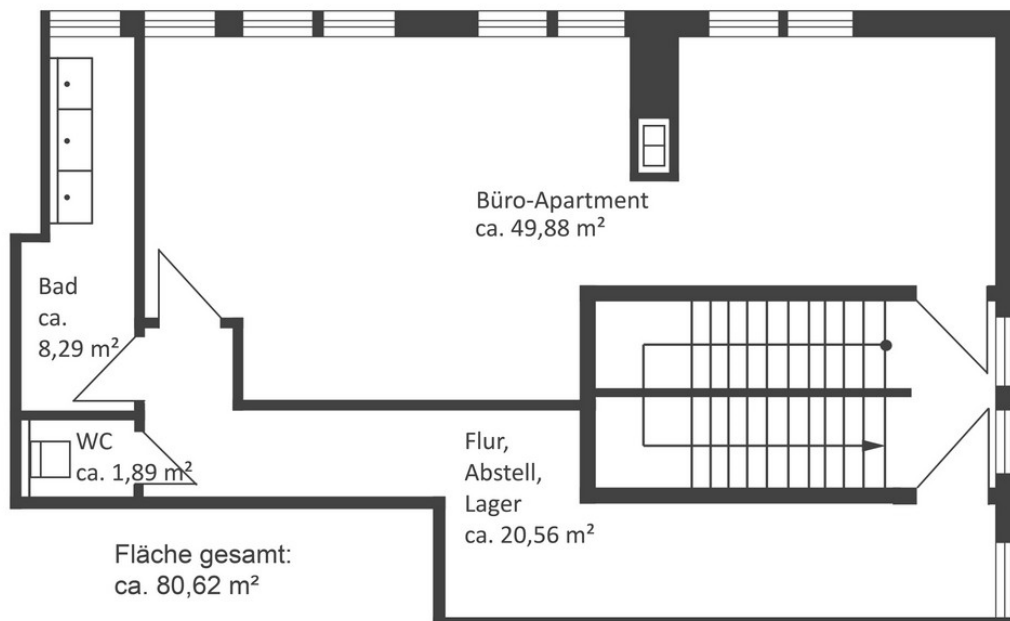 Büro-Apartment
ca. 49,88 m²
Bad
ca.
8,29 m²
WC
ca. 1,89 m²
Flur,
Abstell,
Lager
ca. 20,56 m²
Fläche gesamt:
ca. 80,62 m²